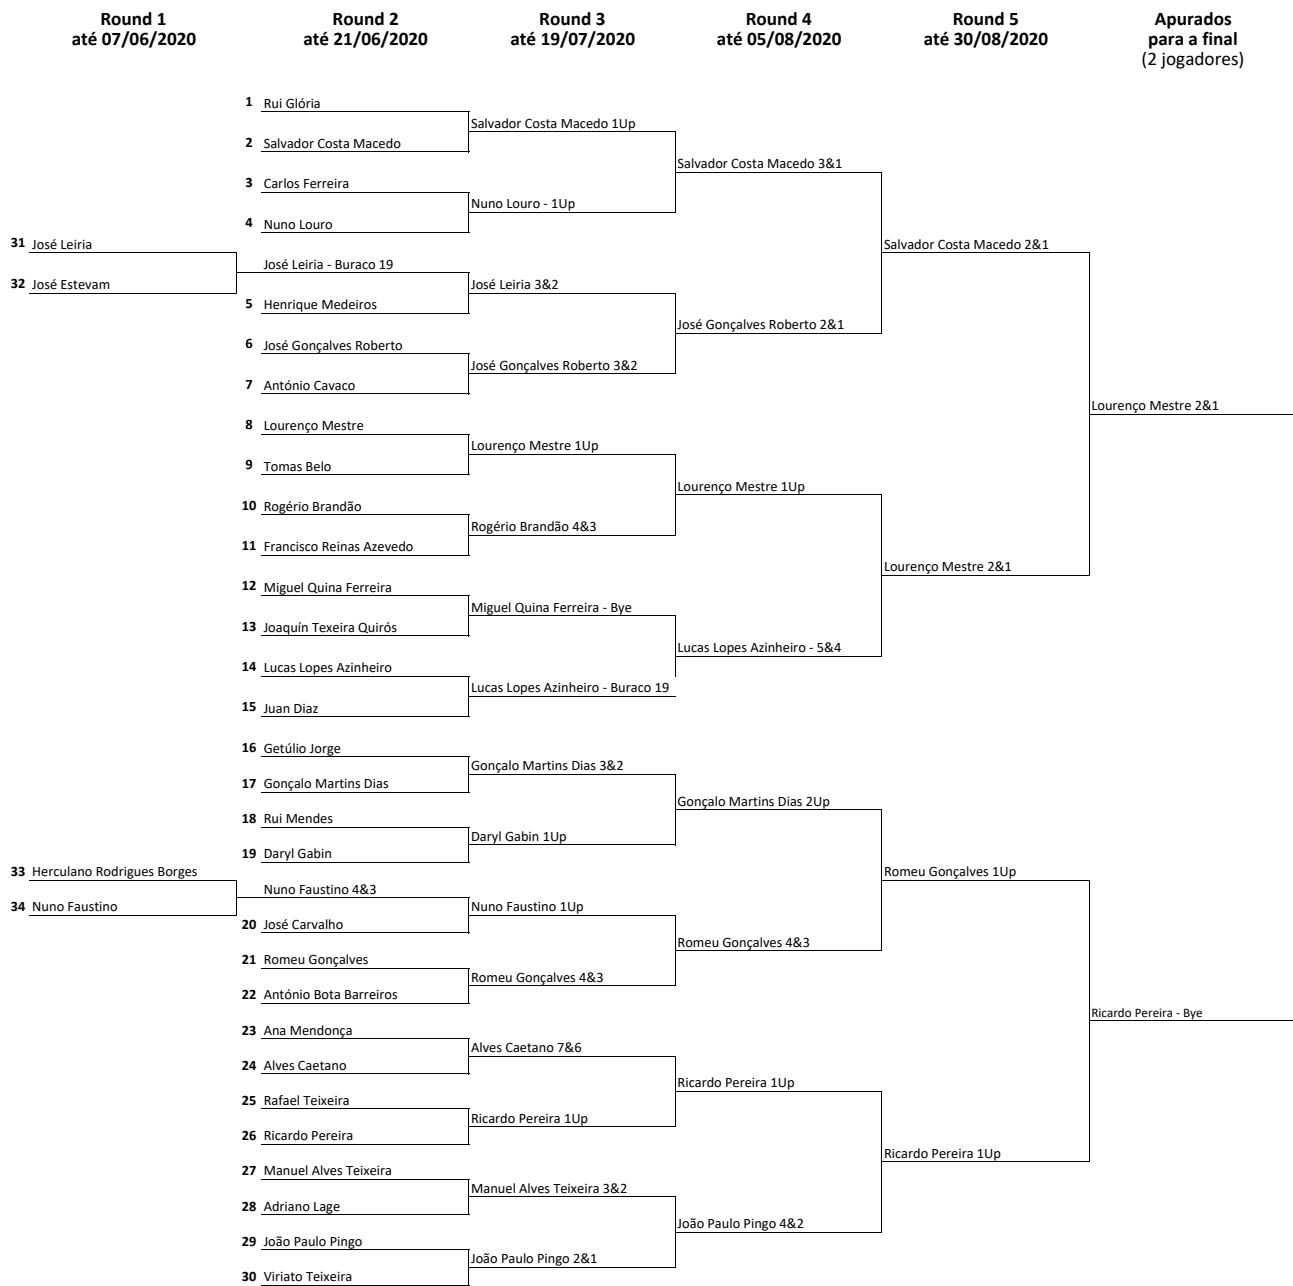 Round 1
até 07/06/2020
Round 2
até 21/06/2020
Round 3
até 19/07/2020
Round 4
até 05/08/2020
Round 5
até 30/08/2020
Apurados
para a final
(2 jogadores)
1 Rui Glória
Salvador Costa Macedo 1Up
2 Salvador Costa Macedo
Salvador Costa Macedo 3&1
3 Carlos Ferreira
Nuno Louro - 1Up
4 Nuno Louro
31 José Leiria
Salvador Costa Macedo 2&1
José Leiria - Buraco 19
32 José Estevam
José Leiria 3&2
5 Henrique Medeiros
José Gonçalves Roberto 2&1
6 José Gonçalves Roberto
José Gonçalves Roberto 3&2
7 António Cavaco
Lourenço Mestre 2&1
8 Lourenço Mestre
Lourenço Mestre 1Up
9 Tomas Belo
Lourenço Mestre 1Up
10 Rogério Brandão
Rogério Brandão 4&3
11 Francisco Reinas Azevedo
Lourenço Mestre 2&1
12 Miguel Quina Ferreira
Miguel Quina Ferreira - Bye
13 Joaquín Texeira Quirós
Lucas Lopes Azinheiro - 5&4
14 Lucas Lopes Azinheiro
Lucas Lopes Azinheiro - Buraco 19
15 Juan Diaz
16 Getúlio Jorge
Gonçalo Martins Dias 3&2
17 Gonçalo Martins Dias
Gonçalo Martins Dias 2Up
18 Rui Mendes
Daryl Gabin 1Up
19 Daryl Gabin
33 Herculano Rodrigues Borges
Romeu Gonçalves 1Up
Nuno Faustino 4&3
34 Nuno Faustino
Nuno Faustino 1Up
20 José Carvalho
Romeu Gonçalves 4&3
21 Romeu Gonçalves
Romeu Gonçalves 4&3
22 António Bota Barreiros
Ricardo Pereira - Bye
23 Ana Mendonça
Alves Caetano 7&6
24 Alves Caetano
Ricardo Pereira 1Up
25 Rafael Teixeira
Ricardo Pereira 1Up
26 Ricardo Pereira
Ricardo Pereira 1Up
27 Manuel Alves Teixeira
Manuel Alves Teixeira 3&2
28 Adriano Lage
João Paulo Pingo 4&2
29 João Paulo Pingo
João Paulo Pingo 2&1
30 Viriato Teixeira